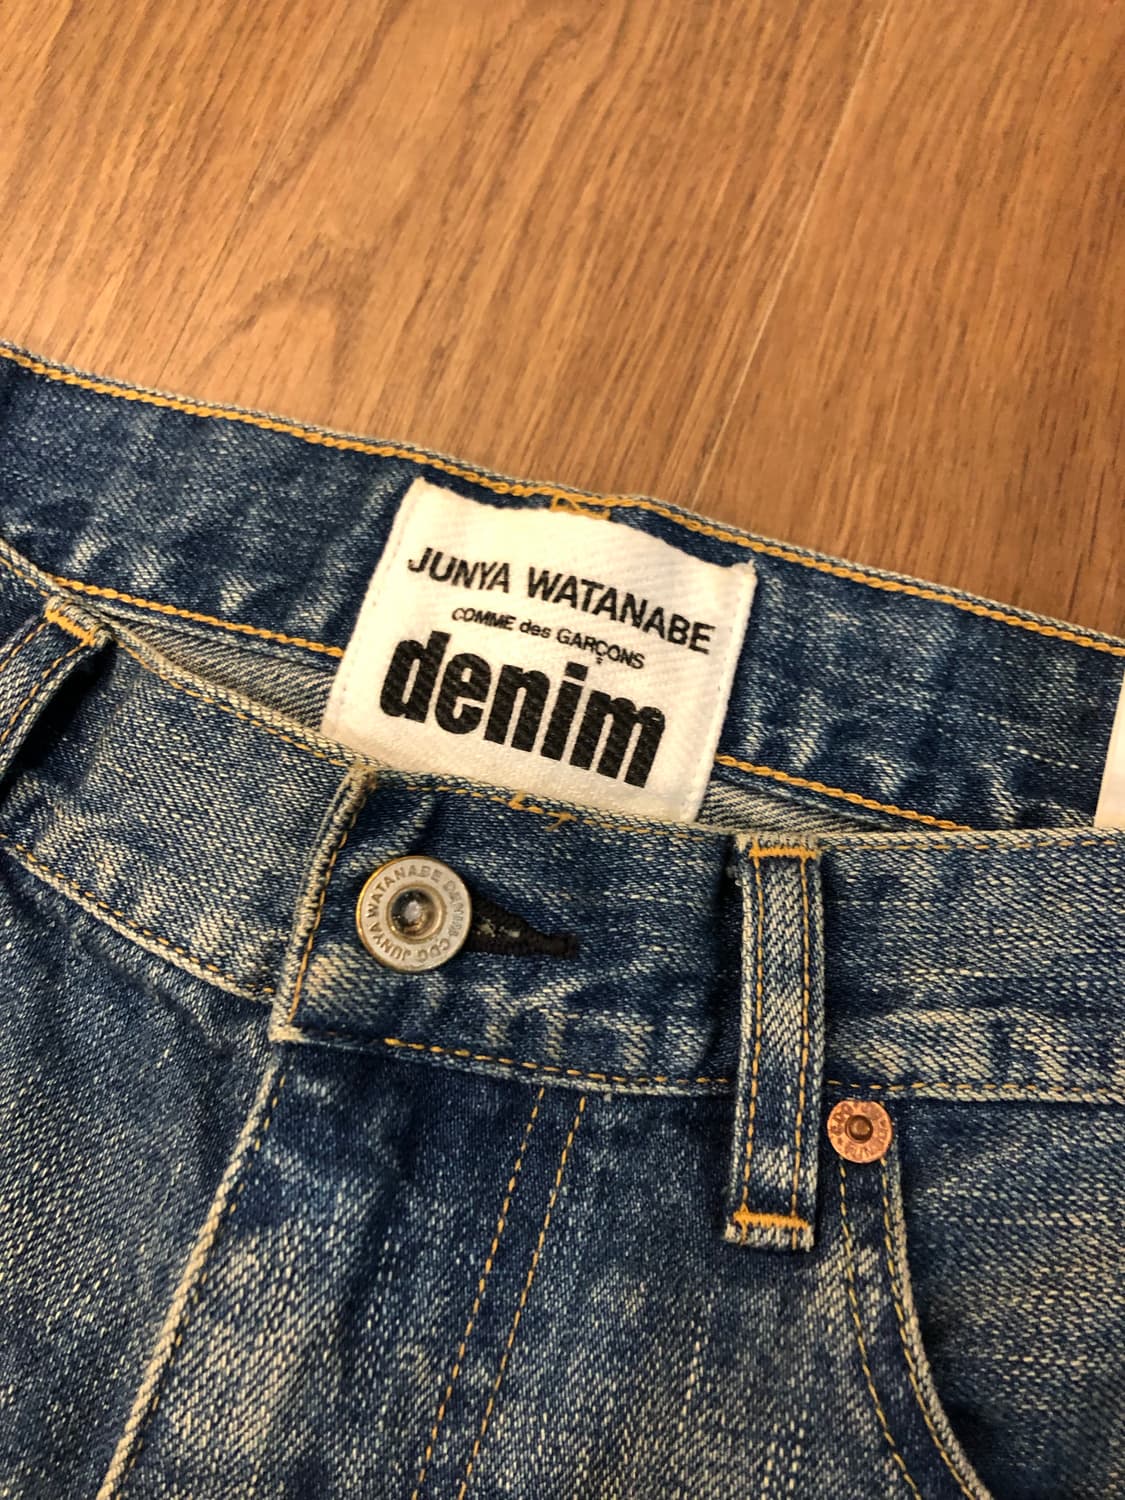 JUNYA WATANABE
COMME des GARÇONS
denim
JUNYA WATANABE DENIM CDG